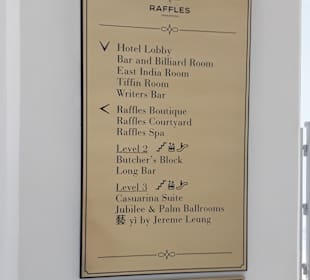 RAFFLES
Hotel Lobby
Bar and Billiard Room
East India Room
Tiffin Room
Writers Bar
Raffles Boutique
Raffles Courtyard
Raffles Spa
Level 2
Butcher's Block
Long Bar
Level 3
Casuarina Suite
Jubilee & Palm Ballrooms
藝 yì by Jereme Leung